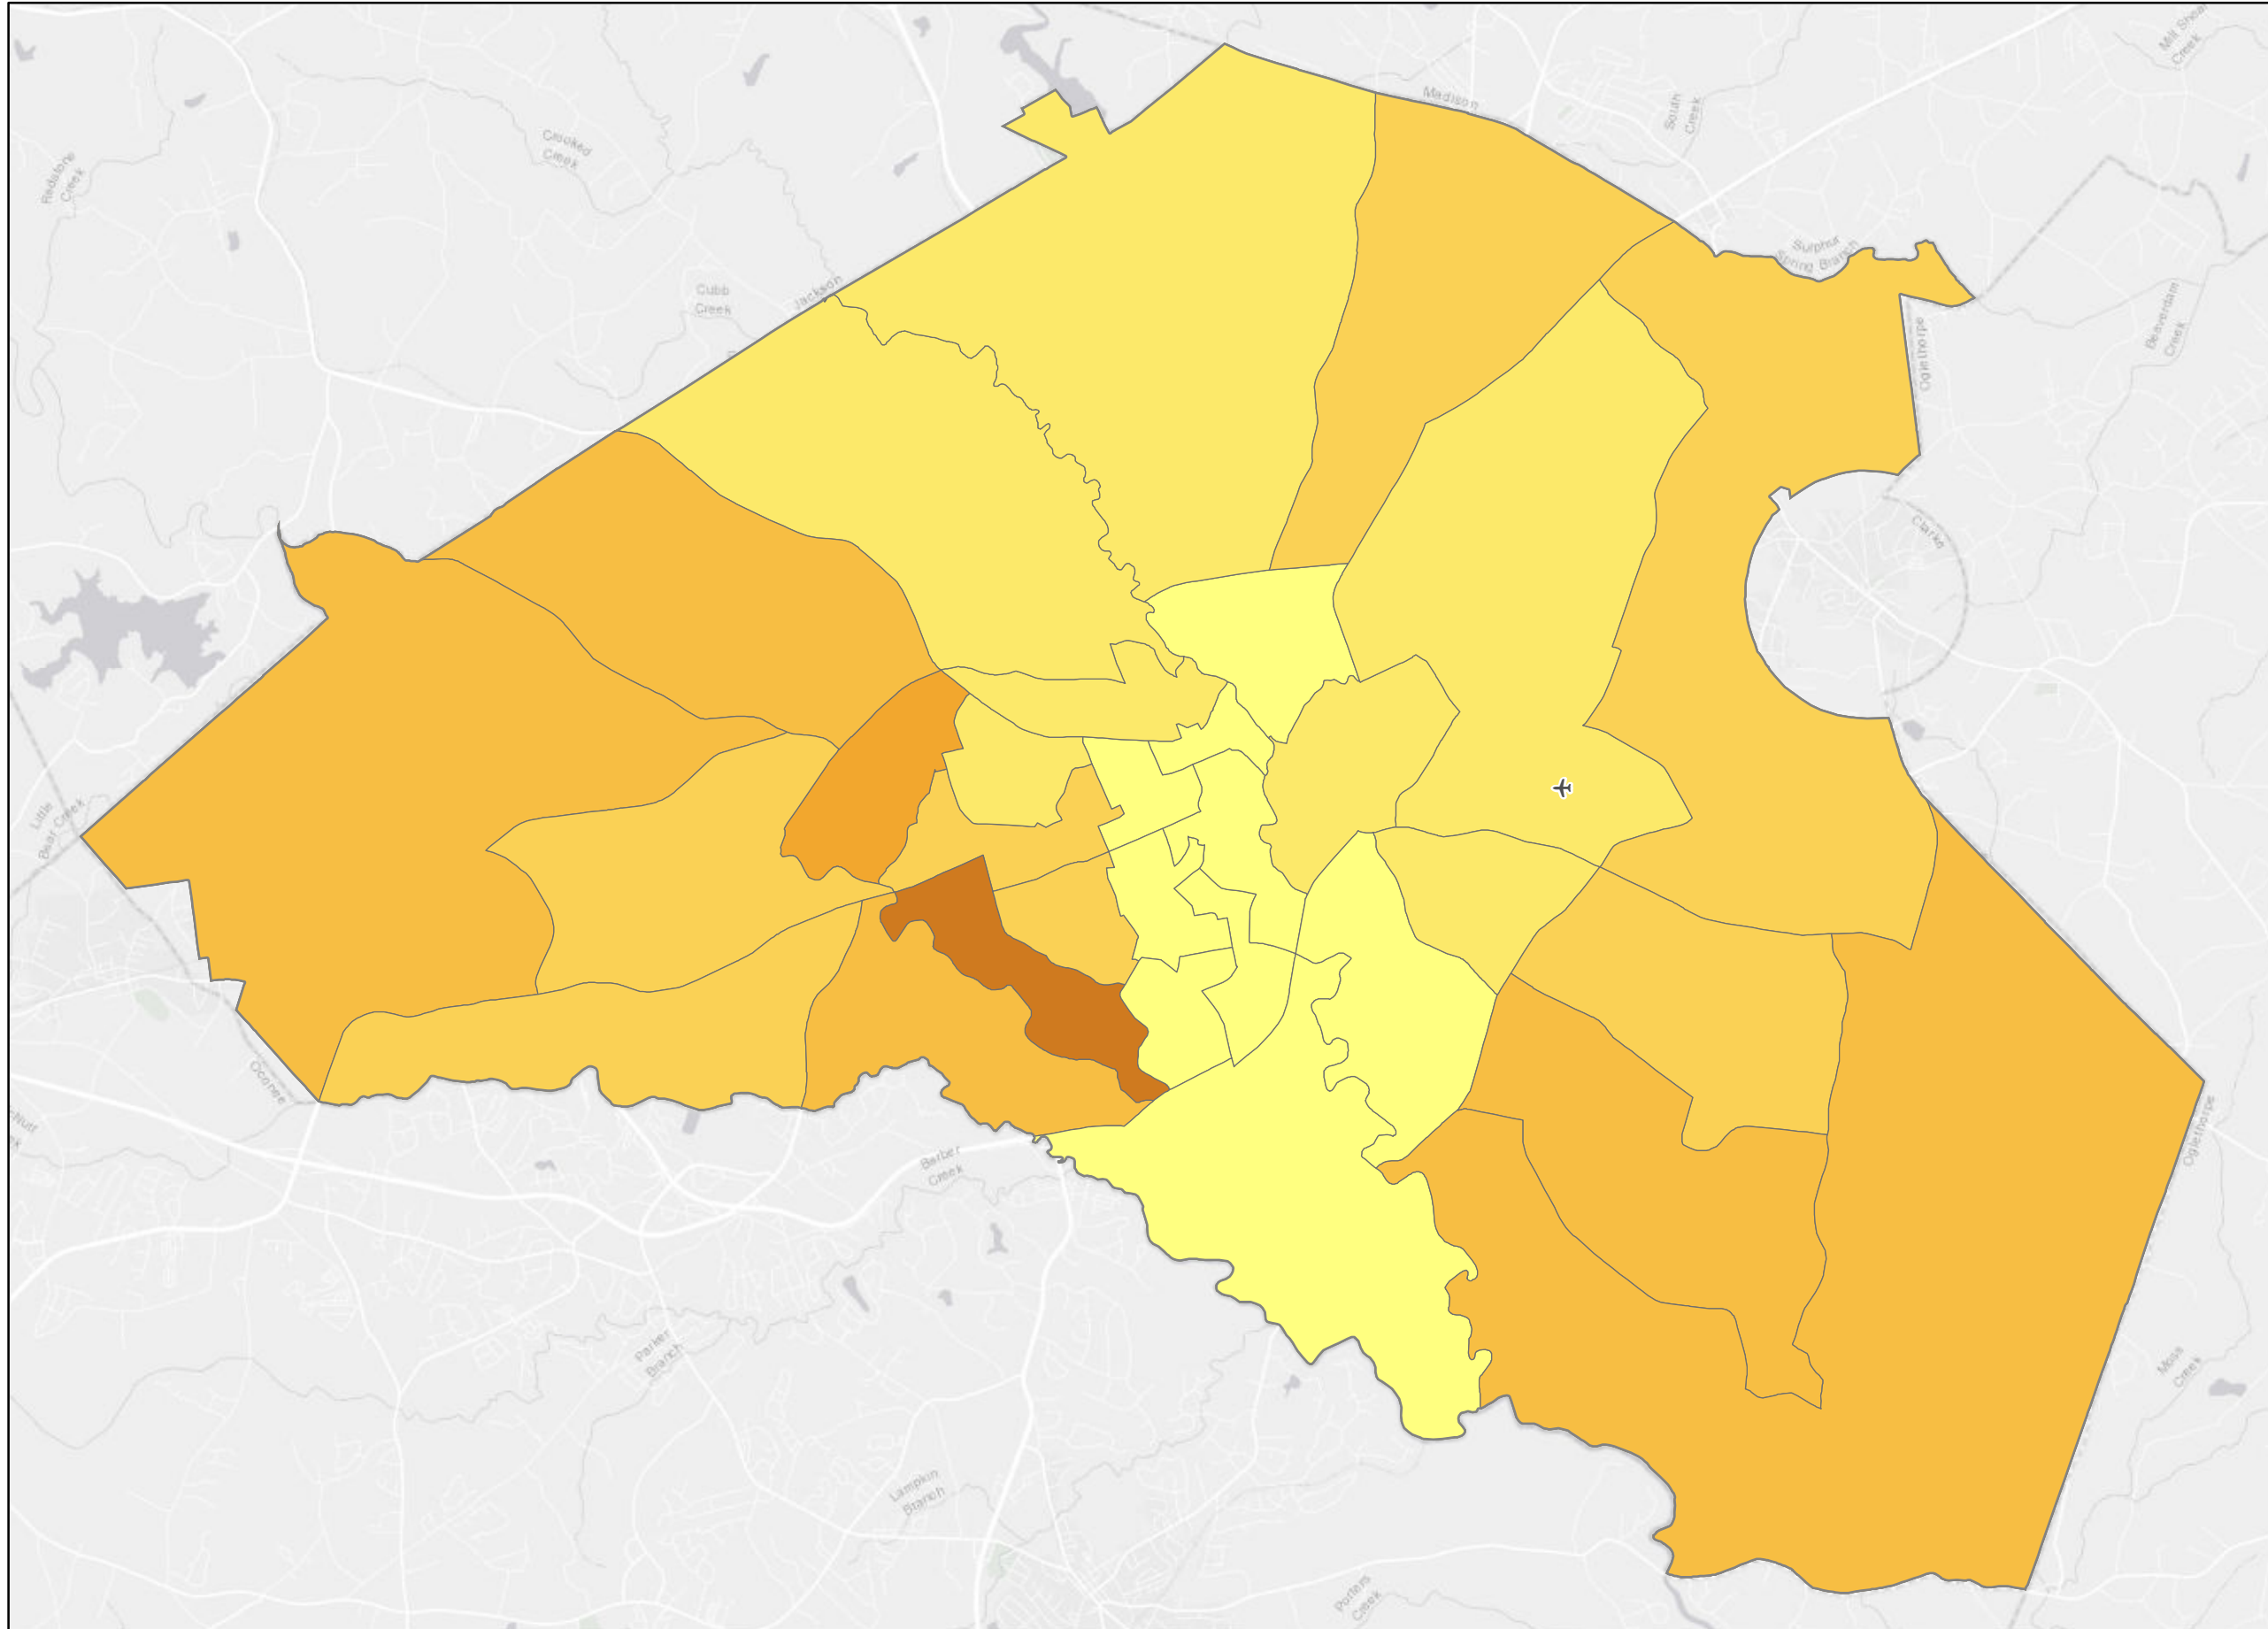 Mill Shoal
Creek
Madison
South
Creek
Crooked
Creek
Redstone
Creek
Sulphur
Spring Branch
Cubb
Creek
Jackson
Beaverdam
Creek
Oglethorpe
Clarke
Little
Bear Creek
Oconee
Barber
Creek
Oglethorpe
Parker
Branch
Moss
Creek
Lampkin
Branch
Porters
Creek